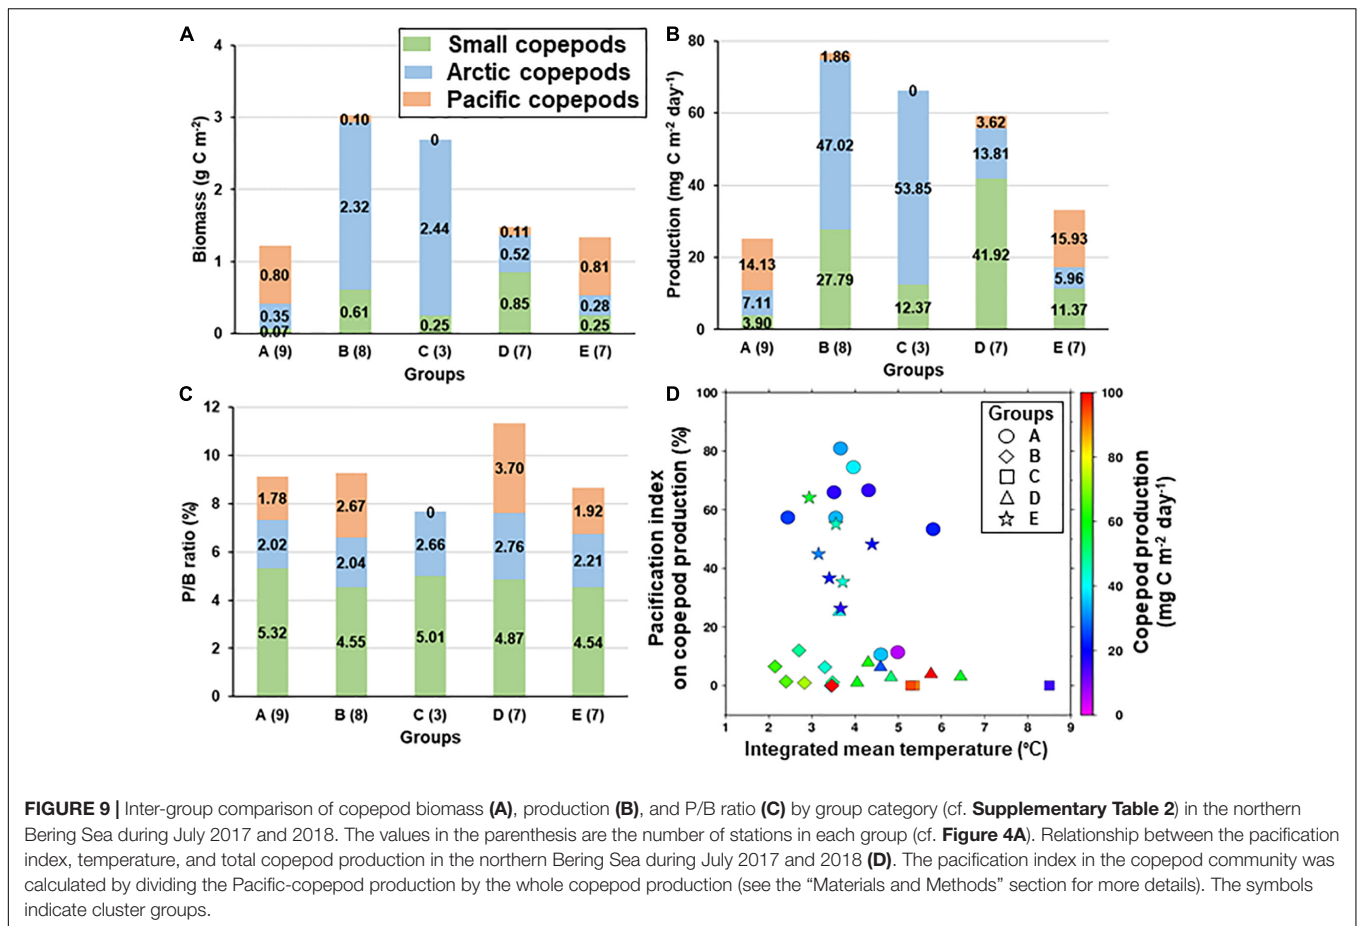 A
4
3
2
1
0
Biomass (g C m⁻²)
Small copepods
Arctic copepods
Pacific copepods
0.80
0.35
0.07
0.10
2.32
0.61
0
2.44
0.25
0.11
0.52
0.85
0.81
0.28
0.25
A (9) B (8) C (3) D (7) E (7)
Groups
B
80
60
40
20
0
Production (mg C m⁻² day⁻¹)
14.13
7.11
3.90
1.86
47.02
27.79
0
53.85
12.37
3.62
13.81
41.92
15.93
5.96
11.37
A (9) B (8) C (3) D (7) E (7)
Groups
C
12
10
8
6
4
2
0
P/B ratio (%)
1.78
2.02
5.32
2.67
2.04
4.55
0
2.66
5.01
3.70
2.76
4.87
1.92
2.21
4.54
A (9) B (8) C (3) D (7) E (7)
Groups
D
100
80
60
40
20
0
Pacification index
on copepod production (%)
Groups
A
B
C
D
E
1 2 3 4 5 6 7 8 9
Integrated mean temperature (°C)
100
80
60
40
20
0
Copepod production
(mg C m⁻² day⁻¹)
FIGURE 9 | Inter-group comparison of copepod biomass (A), production (B), and P/B ratio (C) by group category (cf. Supplementary Table 2) in the northern
Bering Sea during July 2017 and 2018. The values in the parenthesis are the number of stations in each group (cf. Figure 4A). Relationship between the pacification
index, temperature, and total copepod production in the northern Bering Sea during July 2017 and 2018 (D). The pacification index in the copepod community was
calculated by dividing the Pacific-copepod production by the whole copepod production (see the “Materials and Methods” section for more details). The symbols
indicate cluster groups.